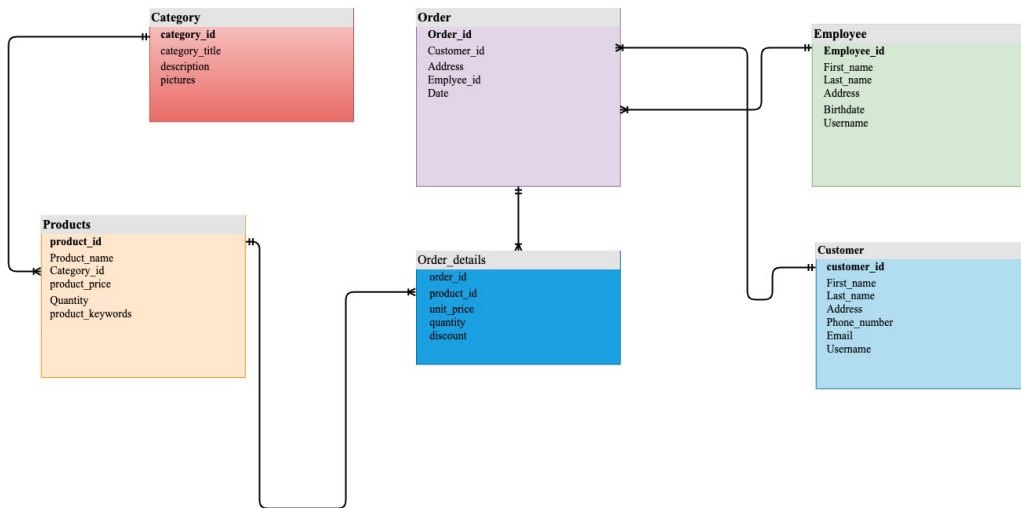 Category
category_id
category_title
description
pictures
Order
Order_id
Customer_id
Address
Emplyee_id
Date
Employee
Employee_id
First_name
Last_name
Address
Birthdate
Username
Products
product_id
Product_name
Category_id
product_price
Quantity
product_keywords
Order_details
order_id
product_id
unit_price
quantity
discount
Customer
customer_id
First_name
Last_name
Address
Phone_number
Email
Username